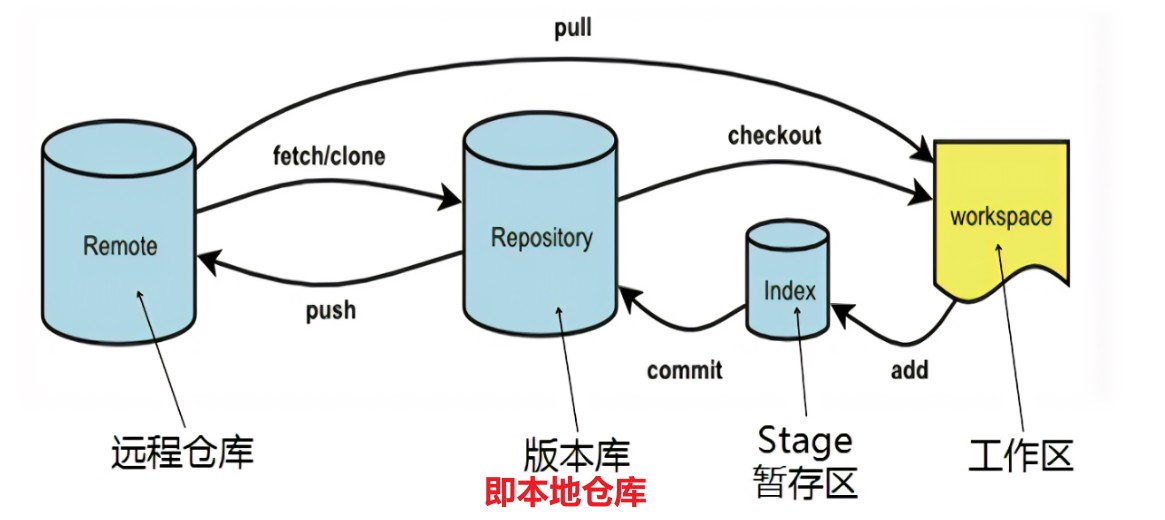 pull
fetch/clone
checkout
Remote
Repository
workspace
Index
push
commit
add
远程仓库
版本库
即本地仓库
Stage
暂存区
工作区